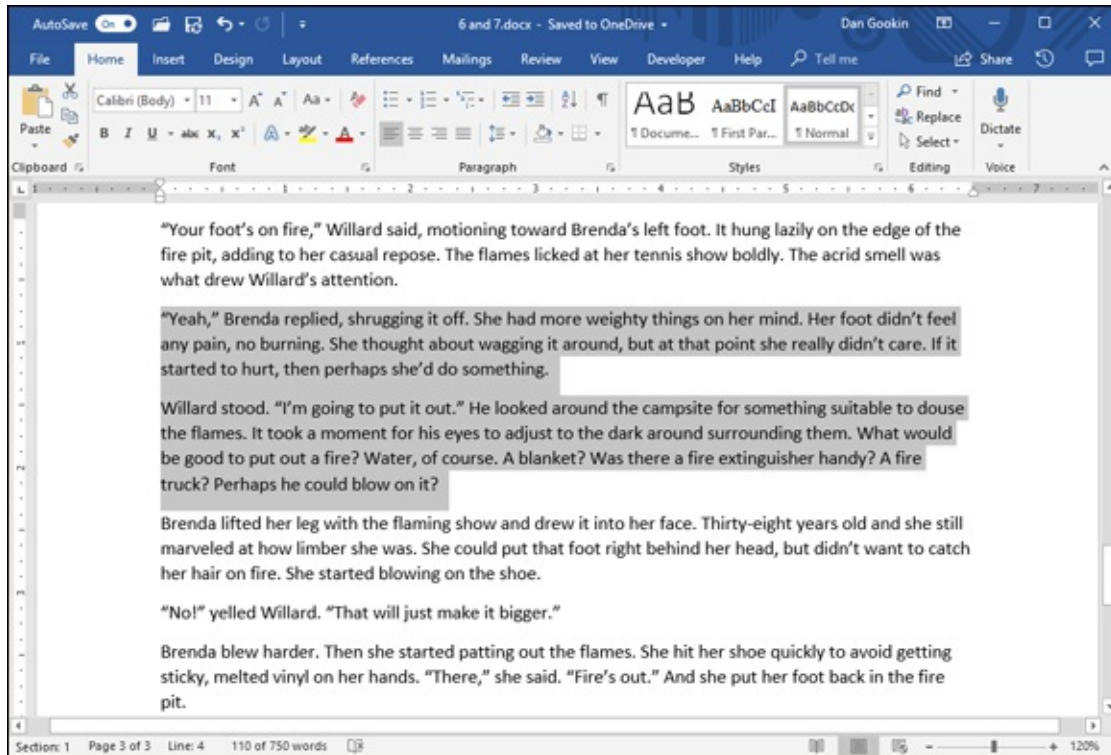 AutoSave On 6 and 7.docx - Saved to OneDrive Dan Gookin
File Home Insert Design Layout References Mailings Review View Developer Help Tell me Share
Calibri (Body) 11 A A Aa AaB AaBbCcI AaBbCcDc Find
Replace
Paste B I U abc x, x² A A 1 Docume... 1 First Par... 1 Normal Select Dictate
Clipboard Font Paragraph Styles Editing Voice
1 1 2 3 4 5 6 7
“Your foot’s on fire,” Willard said, motioning toward Brenda’s left foot. It hung lazily on the edge of the
fire pit, adding to her casual repose. The flames licked at her tennis show boldly. The acrid smell was
what drew Willard’s attention.
“Yeah,” Brenda replied, shrugging it off. She had more weighty things on her mind. Her foot didn’t feel
any pain, no burning. She thought about wagging it around, but at that point she really didn’t care. If it
started to hurt, then perhaps she’d do something.
Willard stood. “I’m going to put it out.” He looked around the campsite for something suitable to douse
the flames. It took a moment for his eyes to adjust to the dark around surrounding them. What would
be good to put out a fire? Water, of course. A blanket? Was there a fire extinguisher handy? A fire
truck? Perhaps he could blow on it?
Brenda lifted her leg with the flaming show and drew it into her face. Thirty-eight years old and she still
marveled at how limber she was. She could put that foot right behind her head, but didn’t want to catch
her hair on fire. She started blowing on the shoe.
“No!” yelled Willard. “That will just make it bigger.”
Brenda blew harder. Then she started patting out the flames. She hit her shoe quickly to avoid getting
sticky, melted vinyl on her hands. “There,” she said. “Fire’s out.” And she put her foot back in the fire
pit.
Section: 1 Page 3 of 3 Line: 4 110 of 750 words 120%